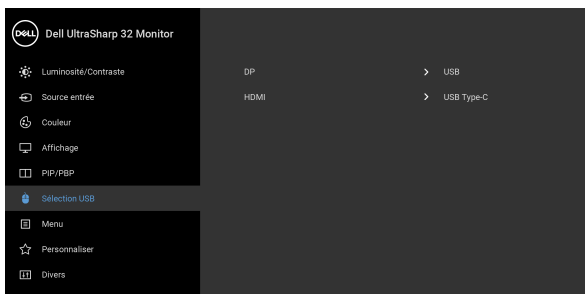 DELL Dell UltraSharp 32 Monitor
Luminosité/Contraste DP USB
Source entrée HDMI USB Type-C
Couleur
Affichage
PIP/PBP
Sélection USB
Menu
Personnaliser
Divers